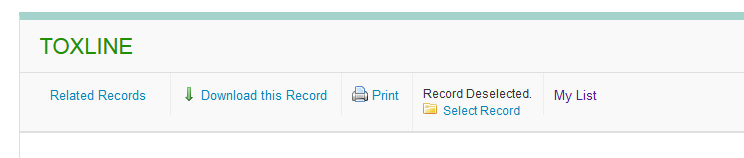 TOXLINE
Related Records
Download this Record
Print
Record Deselected.
Select Record
My List